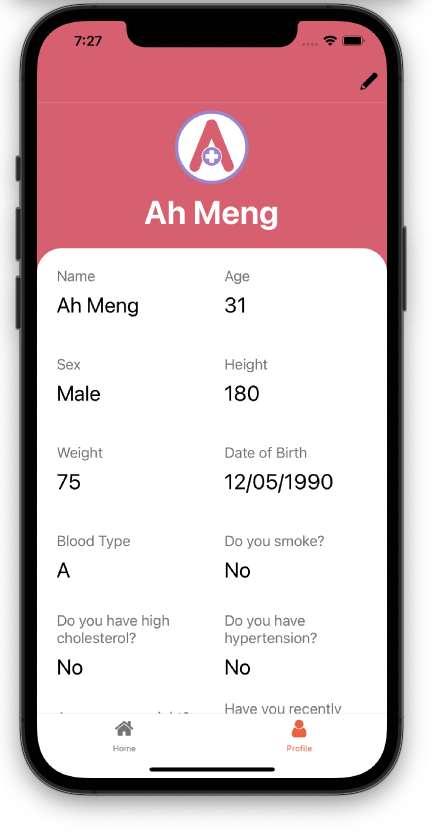 7:27
A
Ah Meng
Name
Age
Ah Meng
31
Sex
Height
Male
180
Weight
Date of Birth
75
12/05/1990
Blood Type
Do you smoke?
A
No
Do you have high
cholesterol?
Do you have
hypertension?
No
No
Have you recently
Home
Profile